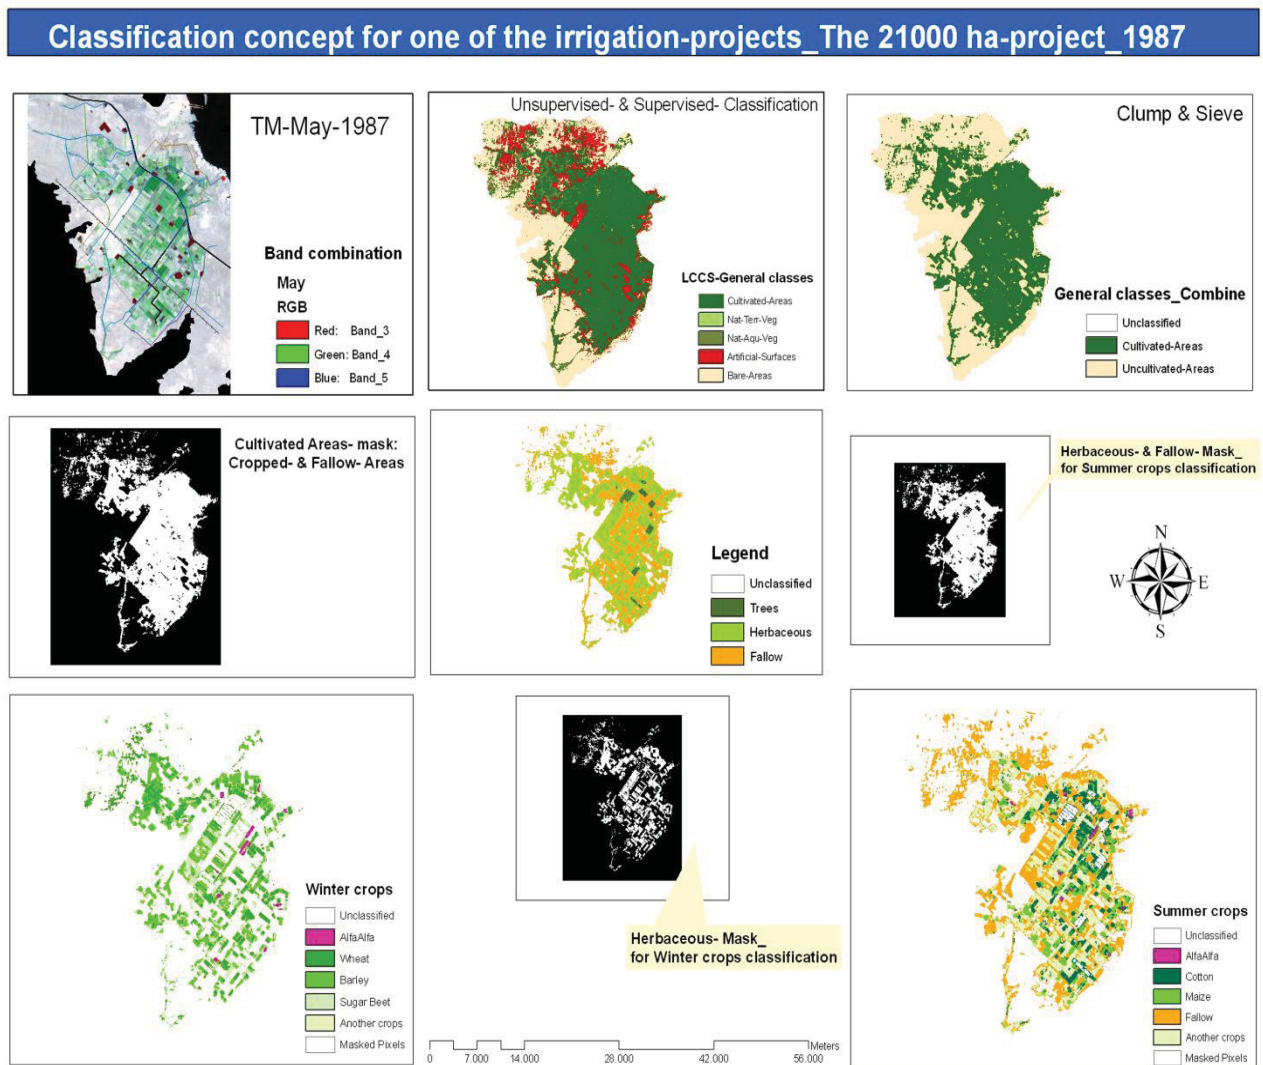 Classification concept for one of the irrigation-projects_The 21000 ha-project_1987
TM-May-1987
Band combination
May
RGB
Red: Band_3
Green: Band_4
Blue: Band_5
Unsupervised- & Supervised- Classification
LCCS-General classes
Cultivated-Areas
Nat-Terr-Veg
Nat-Aqu-Veg
Artificial-Surfaces
Bare-Areas
Clump & Sieve
General classes_Combine
Unclassified
Cultivated-Areas
Uncultivated-Areas
Cultivated Areas- mask:
Cropped- & Fallow- Areas
Legend
Unclassified
Trees
Herbaceous
Fallow
Herbaceous- & Fallow- Mask_
for Summer crops classification
N
W E
S
Winter crops
Unclassified
AlfaAlfa
Wheat
Barley
Sugar Beet
Another crops
Masked Pixels
Herbaceous- Mask_
for Winter crops classification
Meters
0 7.000 14.000 28.000 42.000 56.000
Summer crops
Unclassified
AlfaAlfa
Cotton
Maize
Fallow
Another crops
Masked Pixels